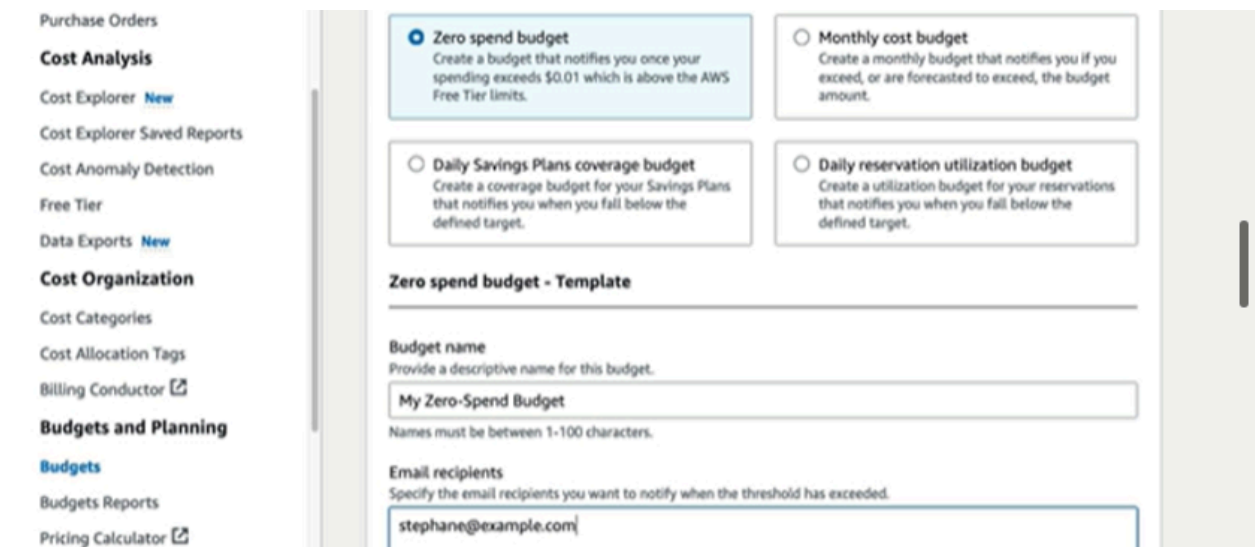 Purchase Orders
Cost Analysis
Cost Explorer New
Cost Explorer Saved Reports
Cost Anomaly Detection
Free Tier
Data Exports New
Cost Organization
Cost Categories
Cost Allocation Tags
Billing Conductor
Budgets and Planning
Budgets
Budgets Reports
Pricing Calculator
Zero spend budget
Create a budget that notifies you once your
spending exceeds $0.01 which is above the AWS
Free Tier limits.
Monthly cost budget
Create a monthly budget that notifies you if you
exceed, or are forecasted to exceed, the budget
amount.
Daily Savings Plans coverage budget
Create a coverage budget for your Savings Plans
that notifies you when you fall below the
defined target.
Daily reservation utilization budget
Create a utilization budget for your reservations
that notifies you when you fall below the
defined target.
Zero spend budget - Template
Budget name
Provide a descriptive name for this budget.
My Zero-Spend Budget
Names must be between 1-100 characters.
Email recipients
Specify the email recipients you want to notify when the threshold has exceeded.
stephane@example.com